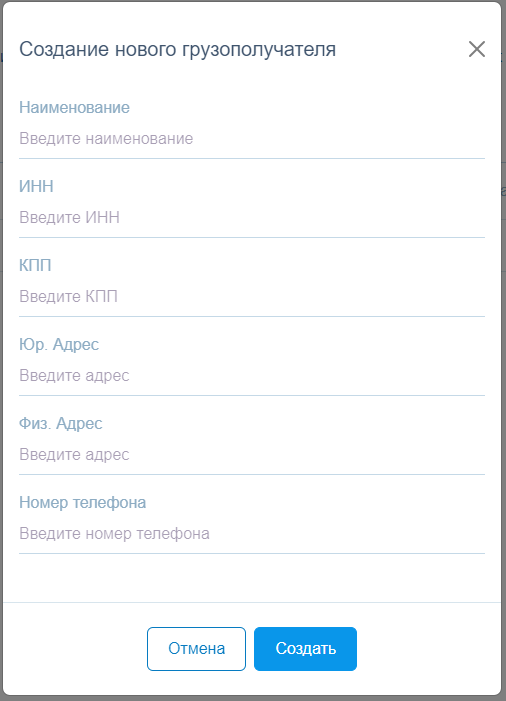 Создание нового грузополучателя
Наименование
Введите наименование
ИНН
Введите ИНН
КПП
Введите КПП
Юр. Адрес
Введите адрес
Физ. Адрес
Введите адрес
Номер телефона
Введите номер телефона
Отмена
Создать